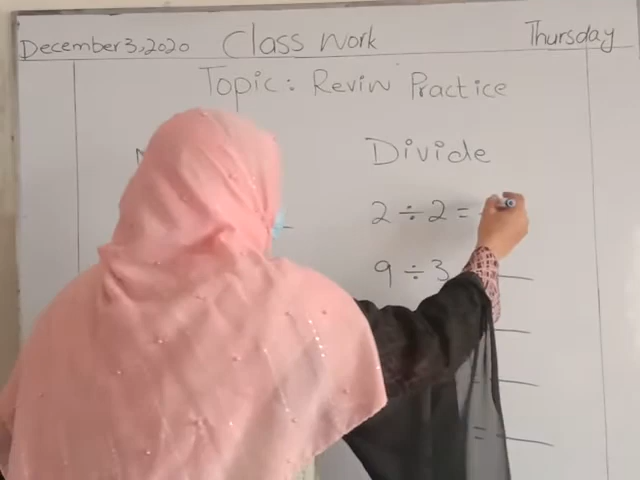 December 3, 2020 Class Work Thursday
Topic: Revin Practice
Divide
2 ÷ 2 =
9 ÷ 3
=